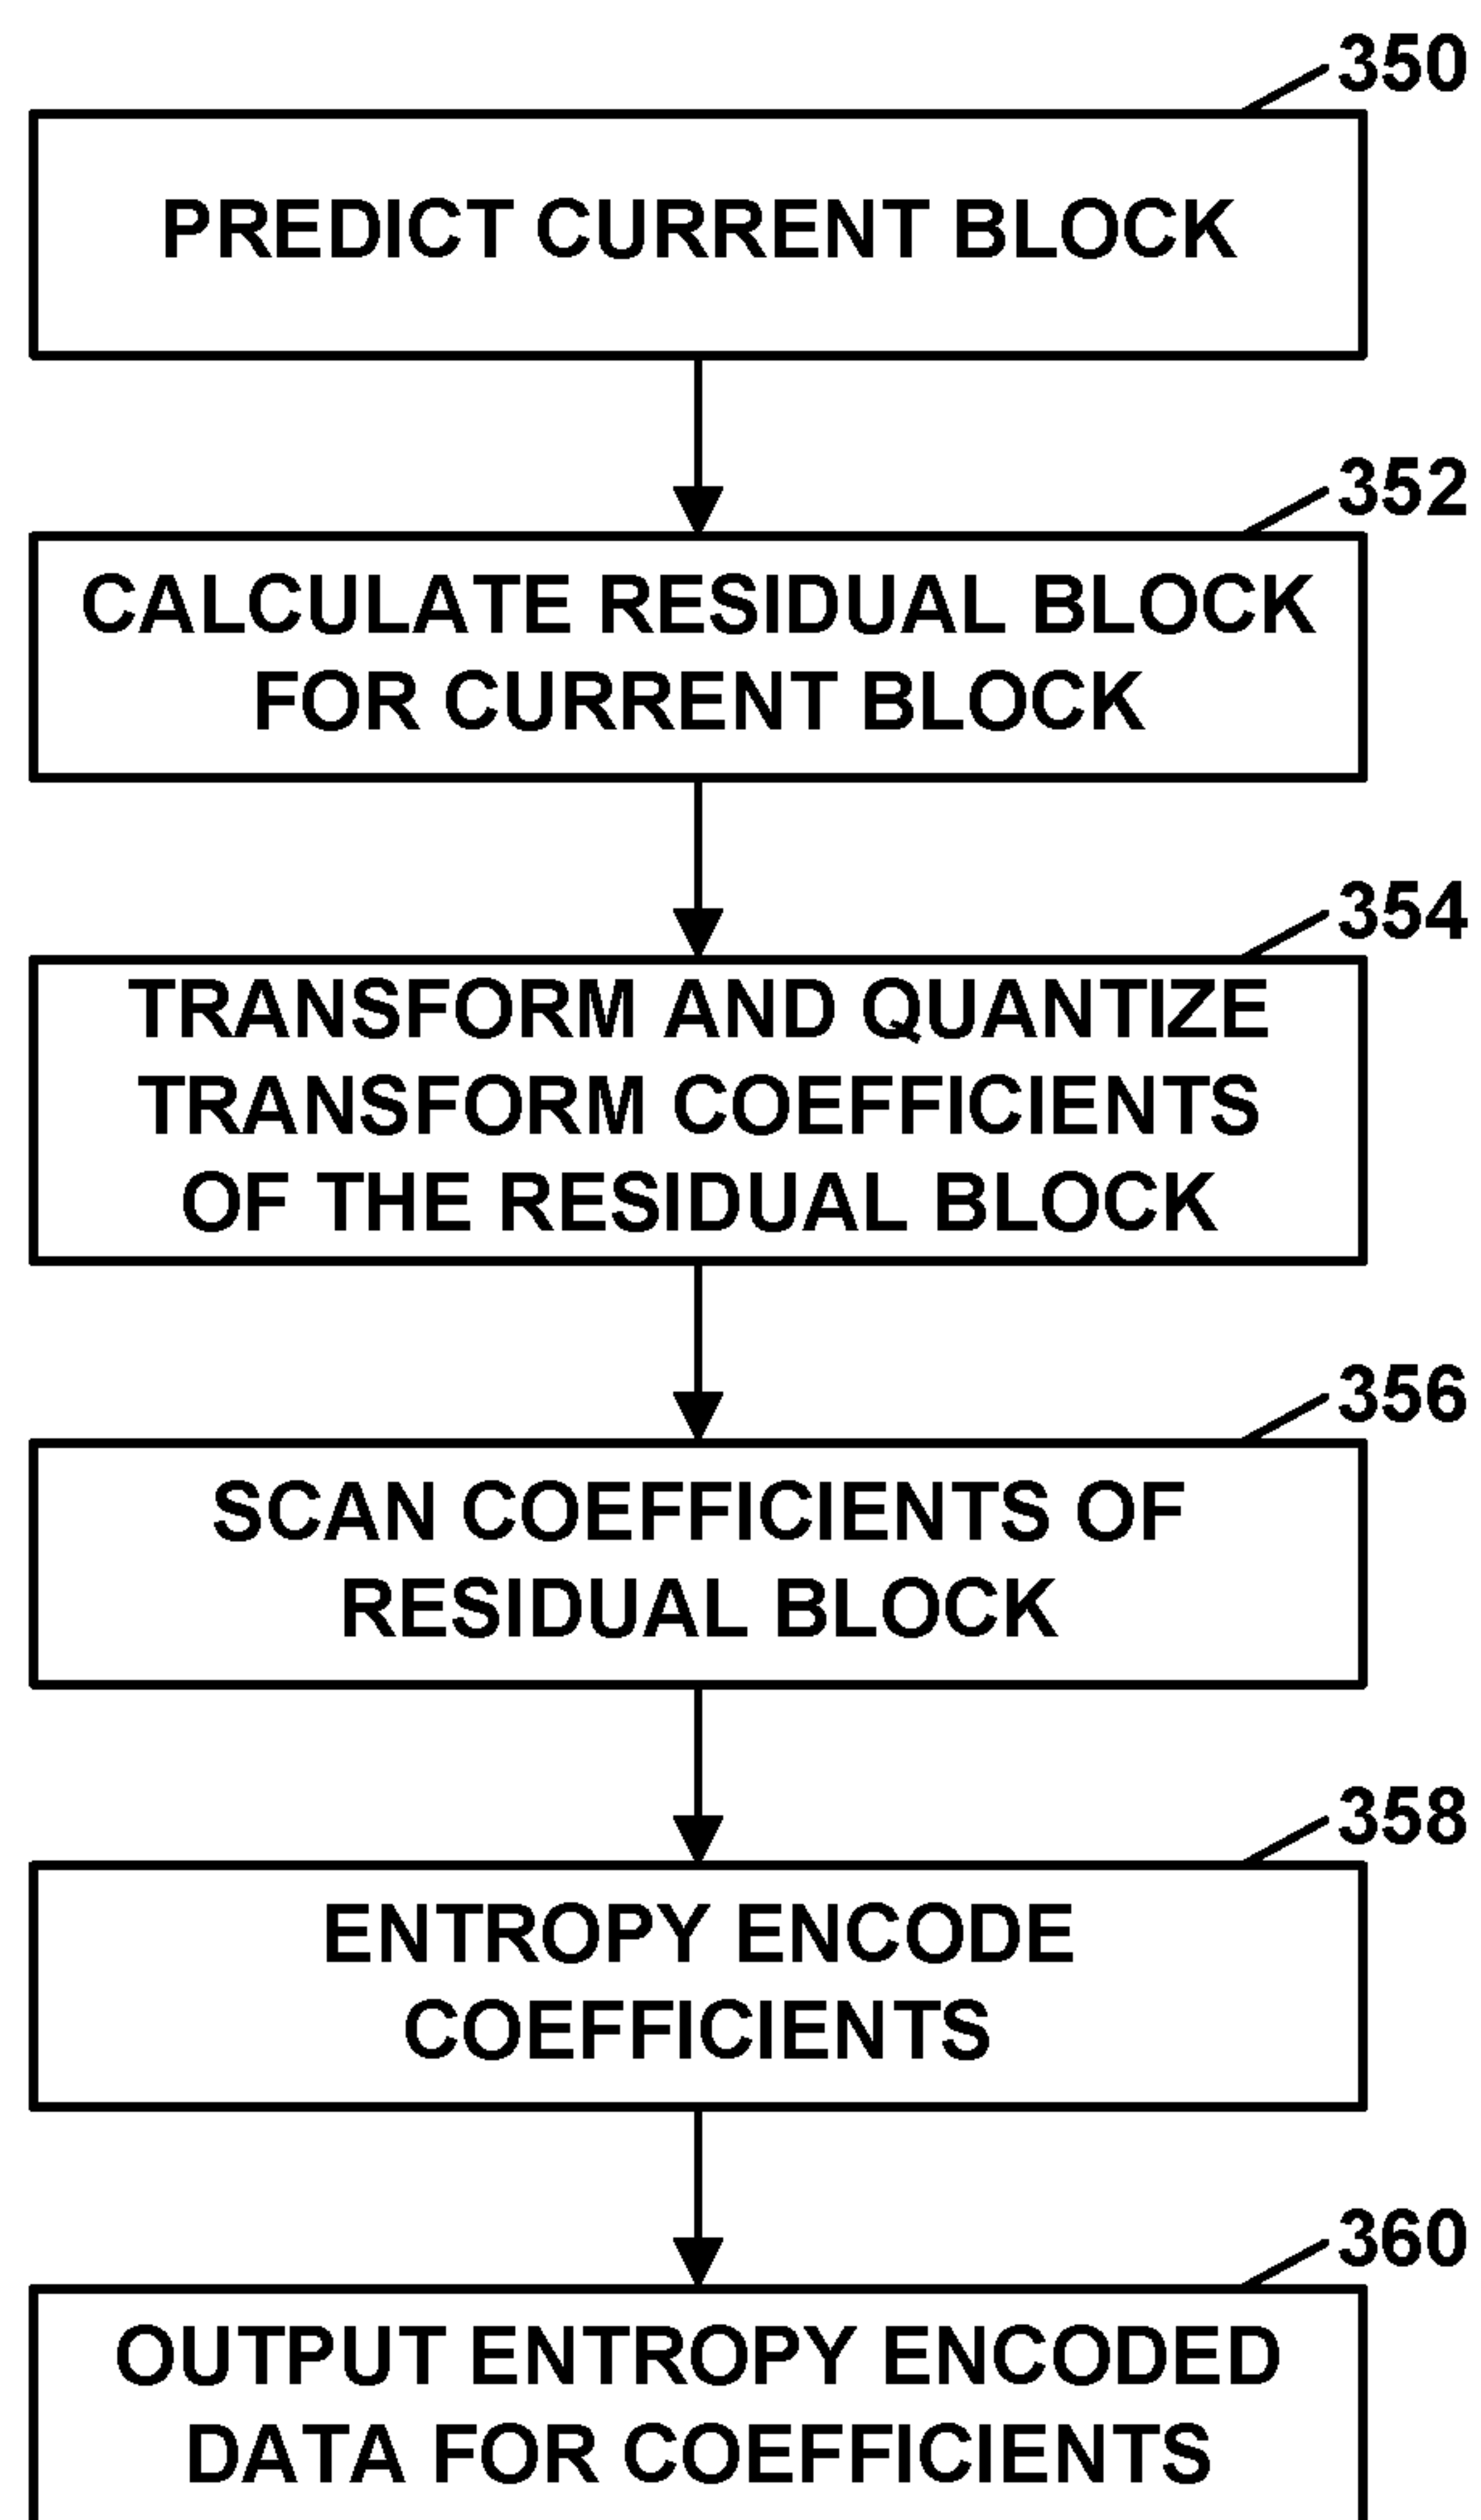 350
PREDICT CURRENT BLOCK
352
CALCULATE RESIDUAL BLOCK
FOR CURRENT BLOCK
354
TRANSFORM AND QUANTIZE
TRANSFORM COEFFICIENTS
OF THE RESIDUAL BLOCK
356
SCAN COEFFICIENTS OF
RESIDUAL BLOCK
358
ENTROPY ENCODE
COEFFICIENTS
360
OUTPUT ENTROPY ENCODED
DATA FOR COEFFICIENTS